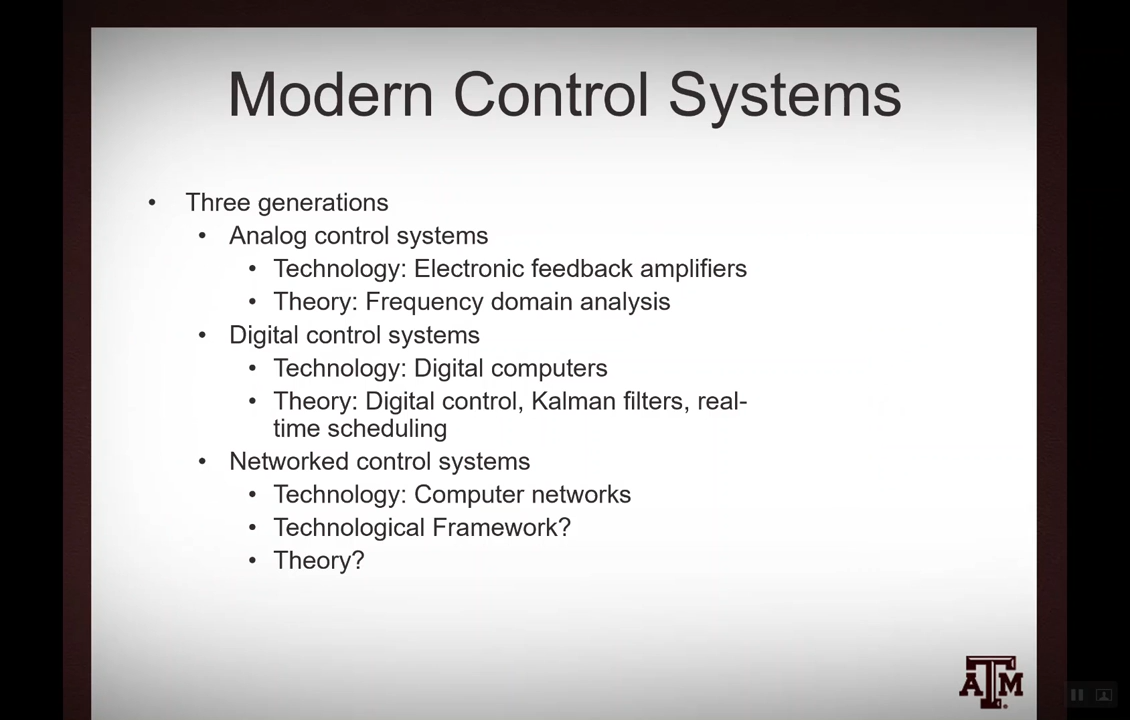 Modern Control Systems
• Three generations
• Analog control systems
• Technology: Electronic feedback amplifiers
• Theory: Frequency domain analysis
• Digital control systems
• Technology: Digital computers
• Theory: Digital control, Kalman filters, real-
time scheduling
• Networked control systems
• Technology: Computer networks
• Technological Framework?
• Theory?
ATM